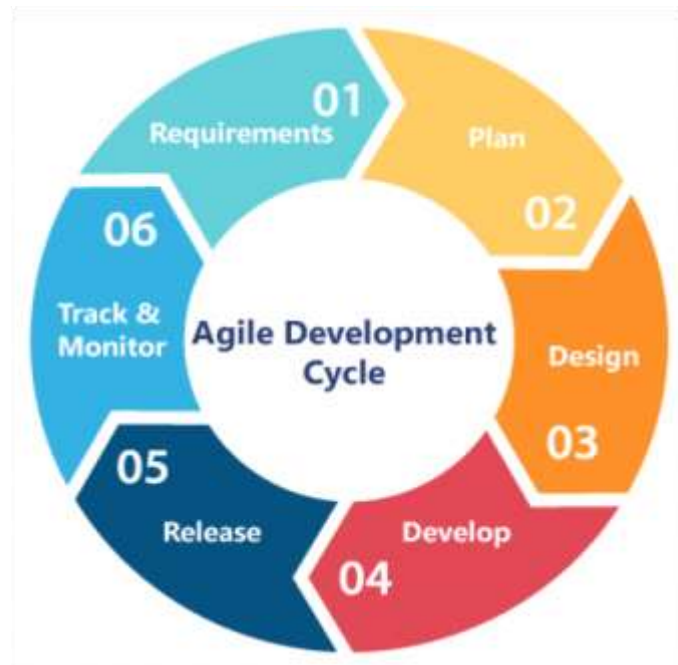 01
Requirements
Plan
02
Design
03
Develop
04
Release
05
Track &
Monitor
06
Agile Development
Cycle